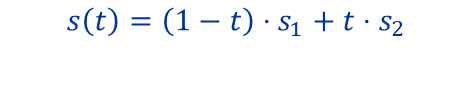 s(t) = (1 − t) · s₁ + t · s₂